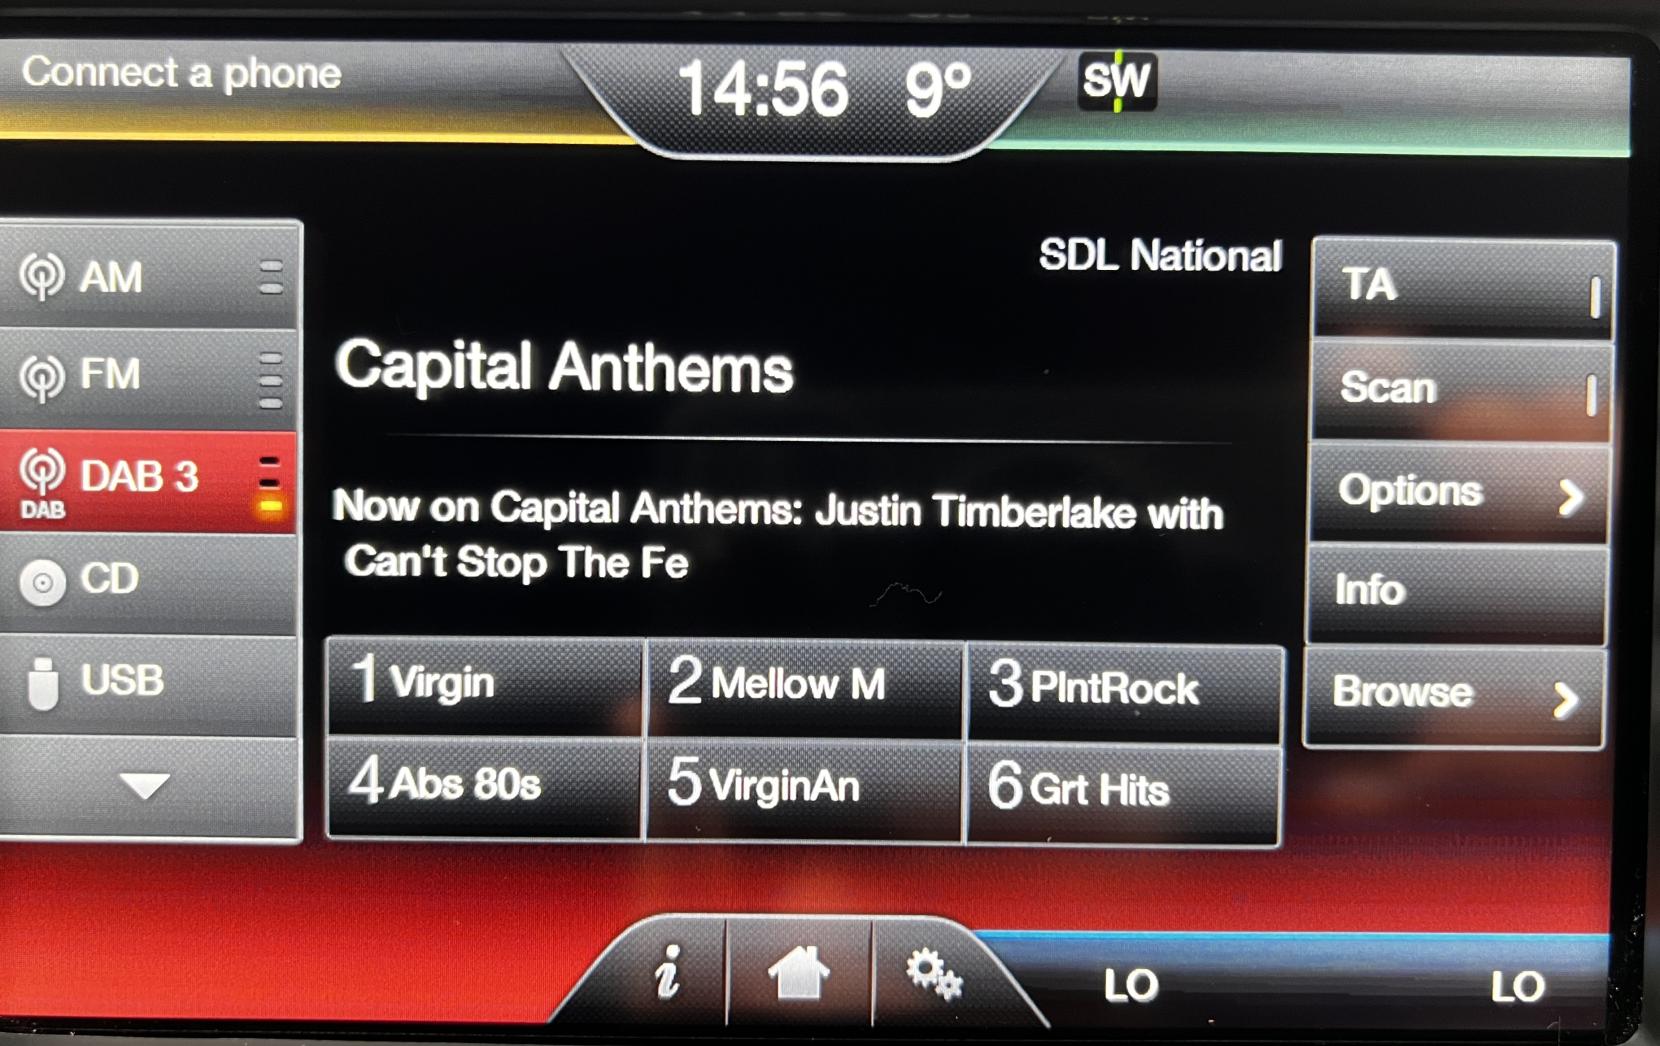 Connect a phone
14:56 9° SW
AM
FM
DAB 3
DAB
CD
USB
SDL National
Capital Anthems
Now on Capital Anthems: Justin Timberlake with
Can't Stop The Fe
1 Virgin
2 Mellow M
3 PlntRock
4 Abs 80s
5 VirginAn
6 Grt Hits
TA
Scan
Options
Info
Browse
i
LO
LO